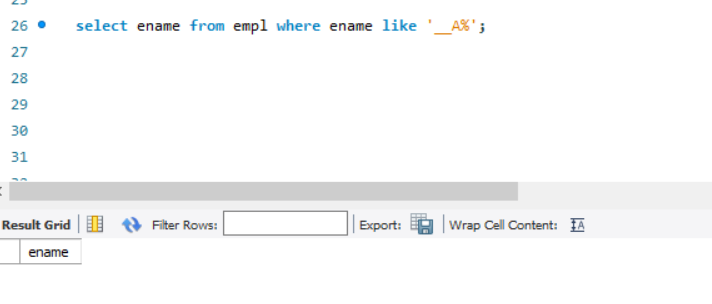 26 select ename from empl where ename like '__A%';
27
28
29
30
31
Result Grid Filter Rows: Export: Wrap Cell Content: IA
ename